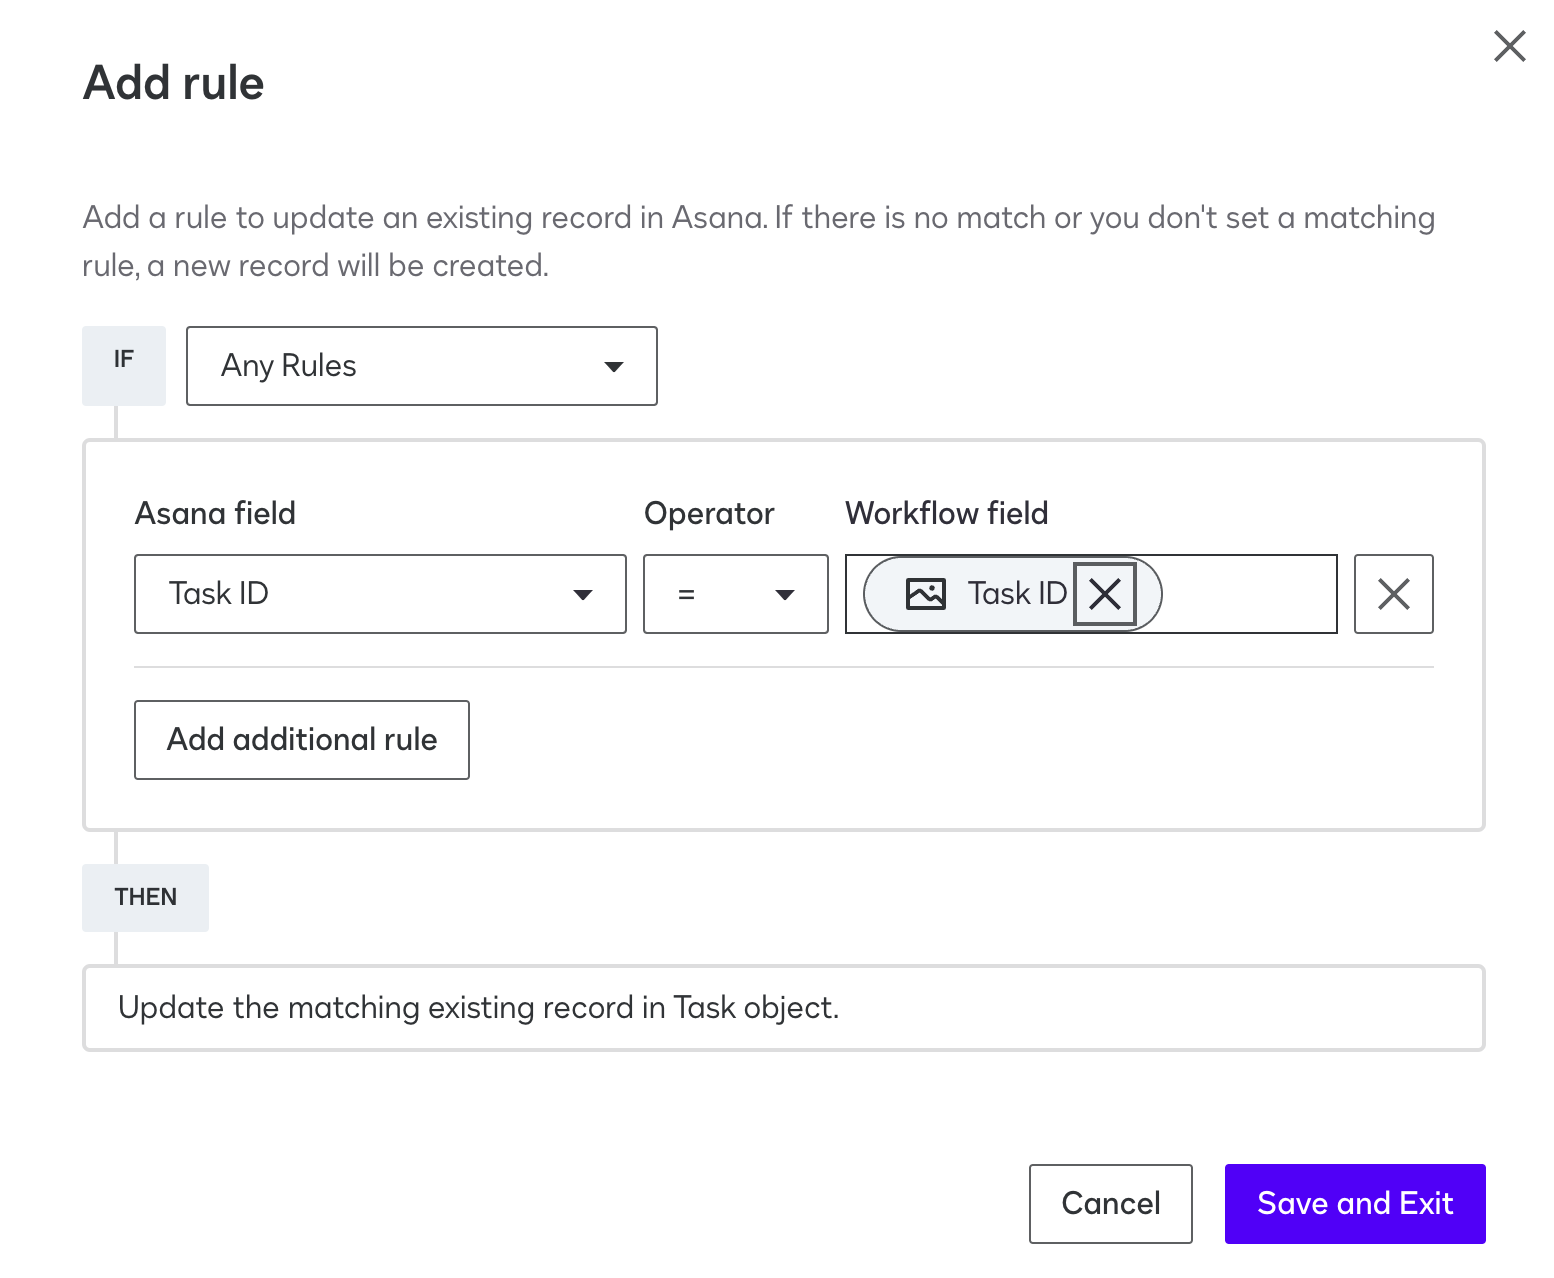 Add rule
Add a rule to update an existing record in Asana. If there is no match or you don't set a matching
rule, a new record will be created.
IF
Any Rules
Asana field
Operator
Workflow field
Task ID
=
Task ID
Add additional rule
THEN
Update the matching existing record in Task object.
Cancel
Save and Exit